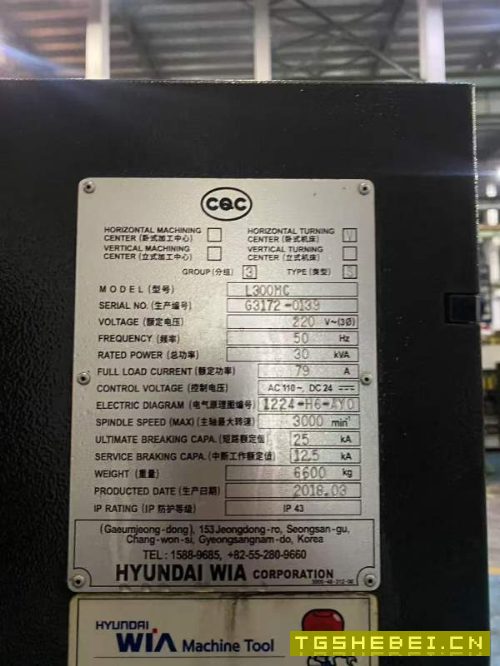 CQC
HORIZONTAL MACHINING CENTER (卧式加工中心)
HORIZONTAL TURNING CENTER (卧式机床) V
VERTICAL MACHINING CENTER (立式加工中心)
VERTICAL TURNING CENTER (立式机床)
GROUP (分组) 3 TYPE (类型) S
MODEL (型号) L300MC
SERIAL NO. (生产编号) G3172-0139
VOLTAGE (额定电压) 220 V~(3Ø)
FREQUENCY (频率) 50 Hz
RATED POWER (总功率) 30 kVA
FULL LOAD CURRENT (额定功率) 79 A
CONTROL VOLTAGE (控制电压) AC 110~, DC 24
ELECTRIC DIAGRAM (电气原理图编号) 1224-H6-AY0
SPINDLE SPEED (MAX) (主轴最大转速) 3000 min⁻¹
ULTIMATE BREAKING CAPA. (短路额定值) 25 kA
SERVICE BRAKING CAPA. (中断工作额定值) 12.5 kA
WEIGHT (重量) 6600 kg
PRODUCTED DATE (生产日期) 2018.03
IP RATING (IP 防护等级) IP 43
(Gaeumjeong-dong), 153Jeongdong-ro, Seongsan-gu,
Chang-won-si, Gyeongsangnam-do, Korea
TEL : 1588-9685, +82-55-280-9660
HYUNDAI WIA CORPORATION
HYUNDAI
WIA Machine Tool
TGSHEBEI.CN